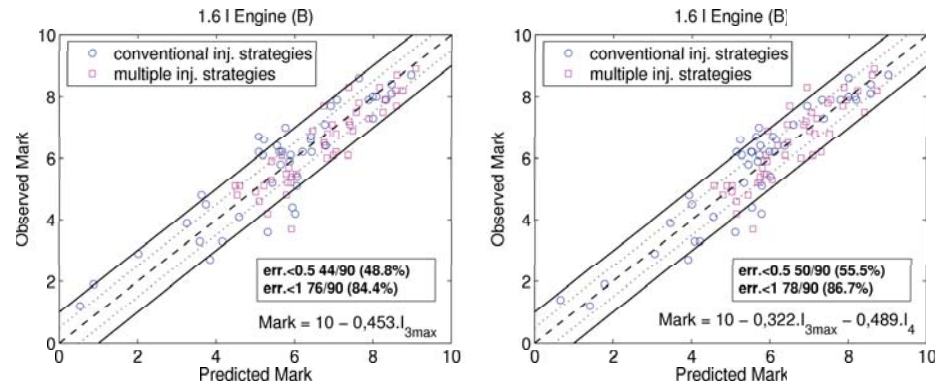 1.6 l Engine (B)
10
8
6
4
2
0
Observed Mark
conventional inj. strategies
multiple inj. strategies
err.<0.5 44/90 (48.8%)
err.<1 76/90 (84.4%)
Mark = 10 − 0,453.I3max
0 2 4 6 8 10
Predicted Mark
1.6 l Engine (B)
10
8
6
4
2
0
Observed Mark
conventional inj. strategies
multiple inj. strategies
err.<0.5 50/90 (55.5%)
err.<1 78/90 (86.7%)
Mark = 10 − 0,322.I3max − 0,489.I4
0 2 4 6 8 10
Predicted Mark